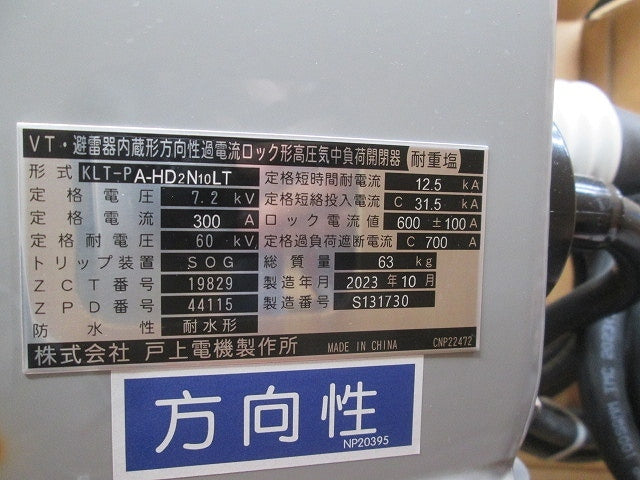 VT・避雷器内蔵形方向性過電流ロック形高圧気中負荷開閉器 耐重塩
形式 KLT-PA-HD2N10LT 定格短時間耐電流 12.5 kA
定格電圧 7.2 kV 定格短絡投入電流 C 31.5 kA
定格電流 300 A ロック電流値 600 ±100 A
定格耐電圧 60 kV 定格過負荷遮断電流 C 700 A
トリップ装置 SOG 総質量 63 kg
ZCT番号 19829 製造年月 2023 年 10 月
ZPD番号 44115 製造番号 S131730
防水性 耐水形
株式会社 戸上電機製作所 MADE IN CHINA CNP22472
方向性
NP20395